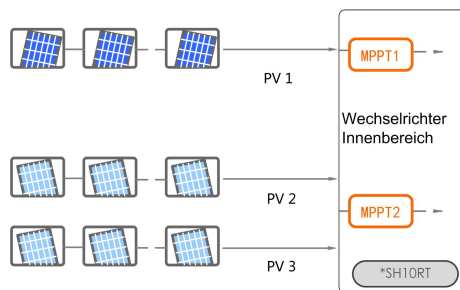 MPPT1
PV 1
Wechselrichter
Innenbereich
PV 2
MPPT2
PV 3
*SH10RT